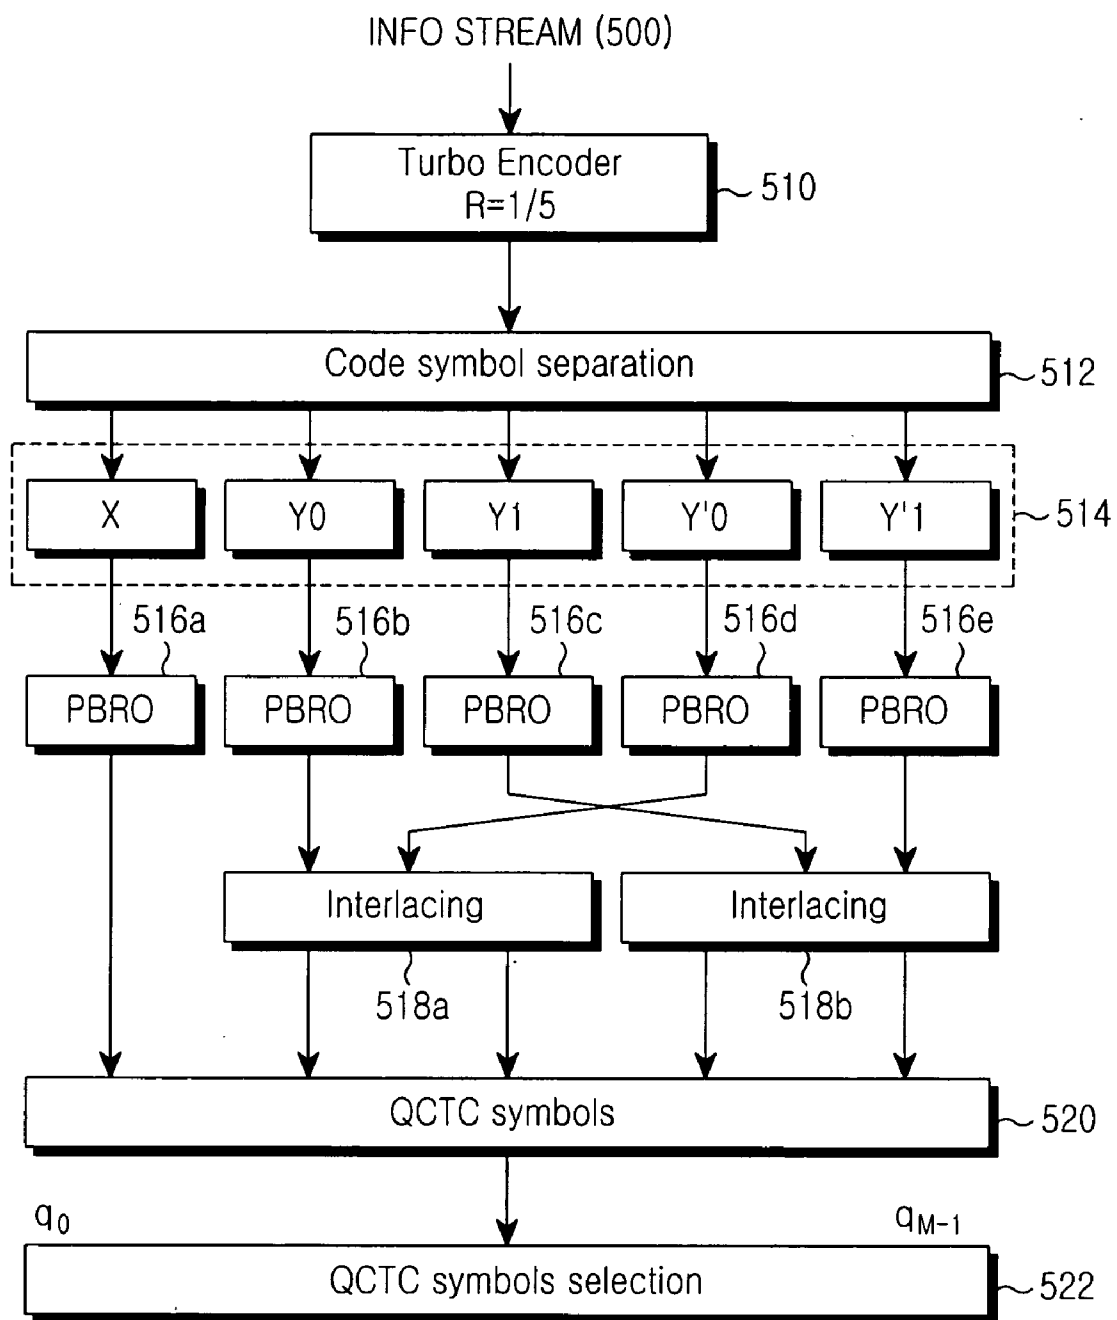 INFO STREAM (500)
Turbo Encoder
R=1/5
510
Code symbol separation
512
X
Y0
Y1
Y'0
Y'1
514
516a
516b
516c
516d
516e
PBRO
PBRO
PBRO
PBRO
PBRO
Interlacing
Interlacing
518a
518b
QCTC symbols
520
q0
qM-1
QCTC symbols selection
522